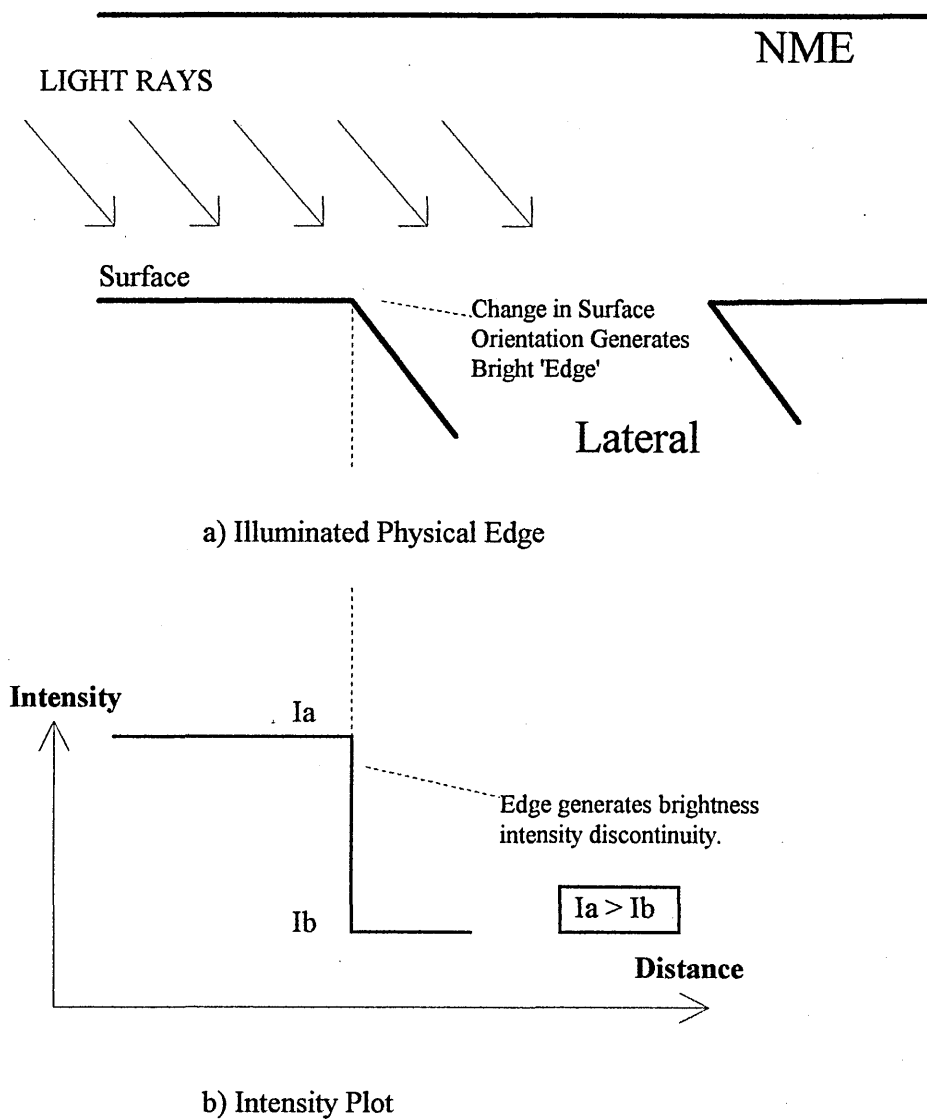 NME
LIGHT RAYS
Surface
Change in Surface
Orientation Generates
Bright 'Edge'
Lateral
a) Illuminated Physical Edge
Intensity
Ia
Edge generates brightness
intensity discontinuity.
Ib
Ia > Ib
Distance
b) Intensity Plot